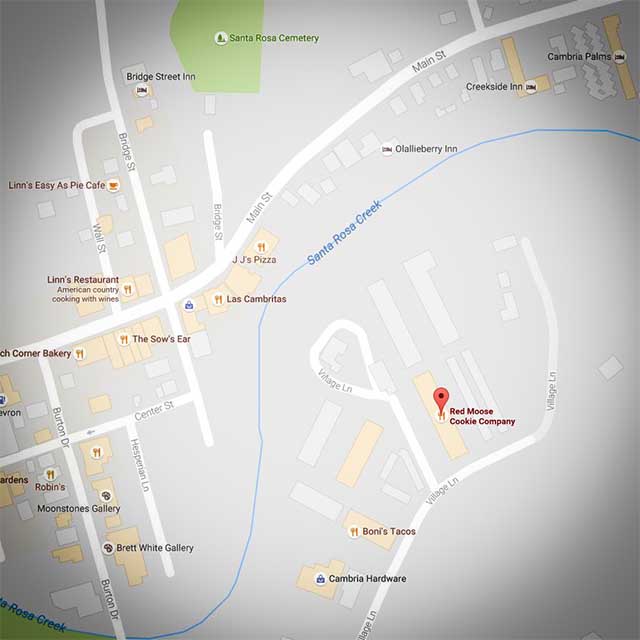 Santa Rosa Cemetery
Main St
Cambria Palms
Bridge Street Inn
Creekside Inn
Bridge St
Olallieberry Inn
Linn's Easy As Pie Cafe
Bridge St
Main St
Santa Rosa Creek
Wall St
J J's Pizza
Linn's Restaurant
American country
cooking with wines
Las Cambritas
The Sow's Ear
ch Corner Bakery
Village Ln
Village Ln
evron
Center St
Red Moose
Cookie Company
Burton Dr
Hesperian Ln
ardens
Robin's
Village Ln
Moonstones Gallery
Boni's Tacos
Brett White Gallery
Cambria Hardware
Burton Dr
ta Rosa Creek
lage Ln